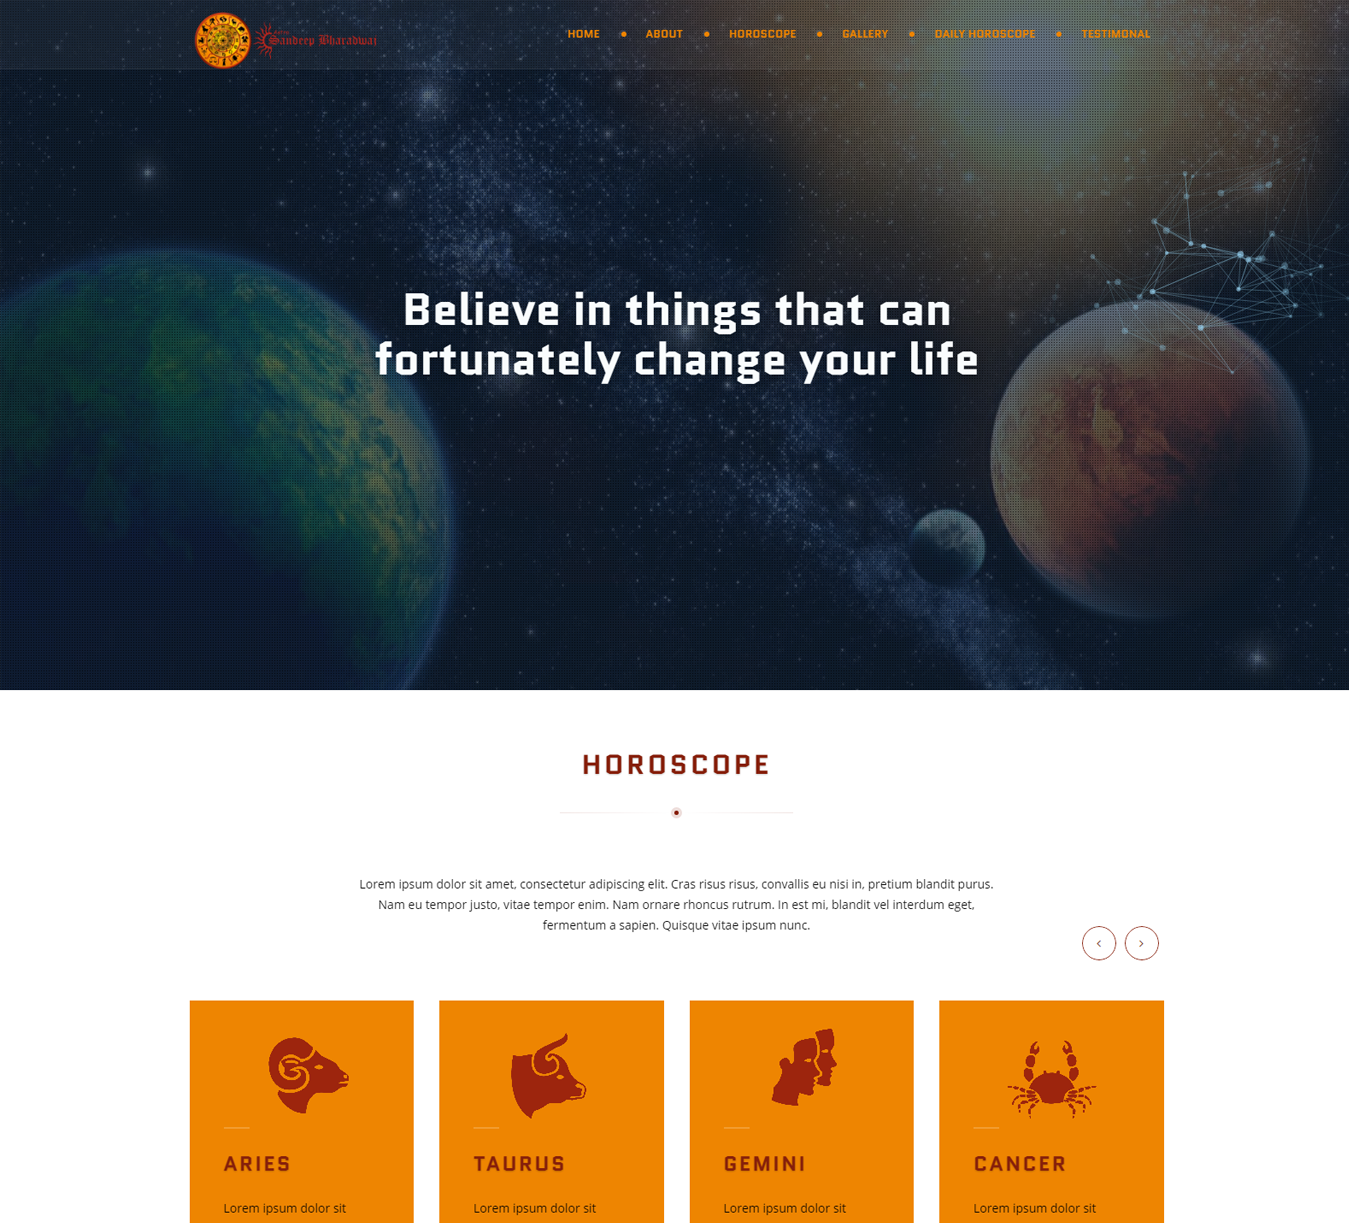 Sandeep Bharadwaj
HOME ABOUT HOROSCOPE GALLERY DAILY HOROSCOPE TESTIMONAL
Believe in things that can
fortunately change your life
HOROSCOPE
Lorem ipsum dolor sit amet, consectetur adipiscing elit. Cras risus risus, convallis eu nisi in, pretium blandit purus.
Nam eu tempor justo, vitae tempor enim. Nam ornare rhoncus rutrum. In est mi, blandit vel interdum eget,
fermentum a sapien. Quisque vitae ipsum nunc.
ARIES
Lorem ipsum dolor sit
TAURUS
Lorem ipsum dolor sit
GEMINI
Lorem ipsum dolor sit
CANCER
Lorem ipsum dolor sit